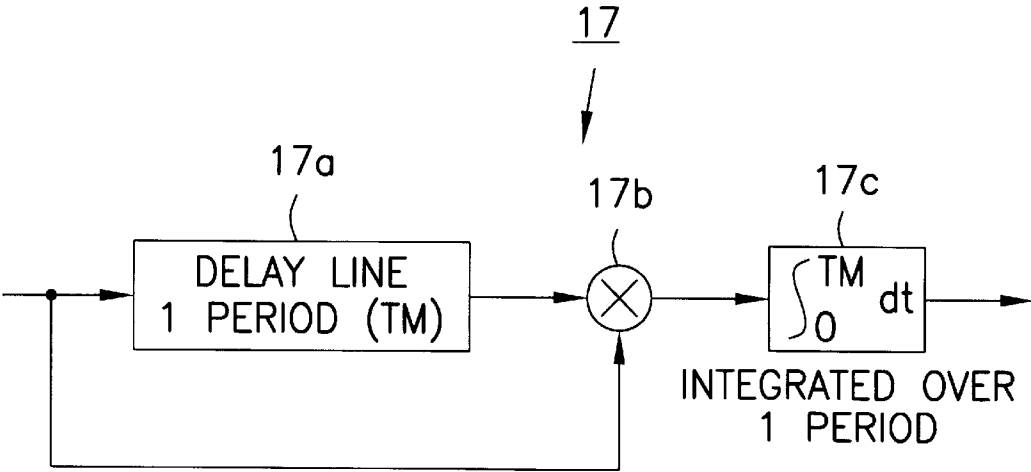 17
17a
17b
17c
DELAY LINE
1 PERIOD (TM)
∫ TM
0 dt
INTEGRATED OVER
1 PERIOD